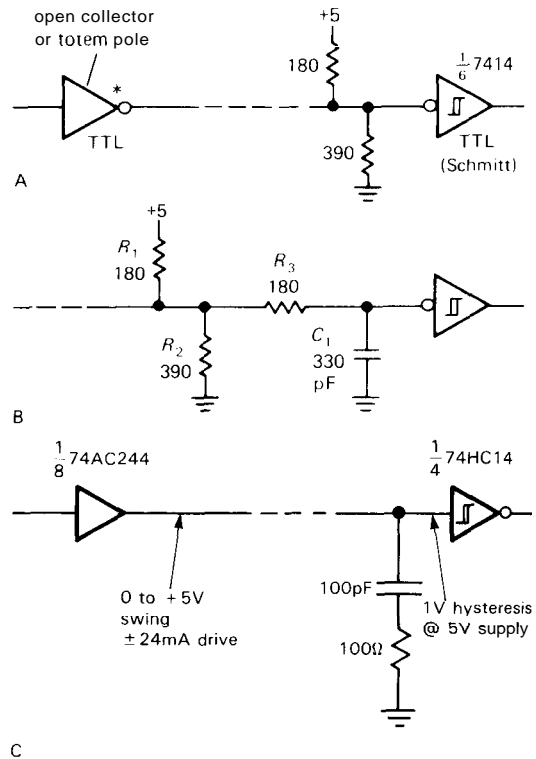 open collector
or totem pole
*
TTL
+5
180
390
1/6 7414
TTL
(Schmitt)
A
+5
R1
180
R2
390
R3
180
C1
330
pF
B
1/8 74AC244
0 to +5V
swing
±24mA drive
100pF
100Ω
1/4 74HC14
1V hysteresis
@ 5V supply
C